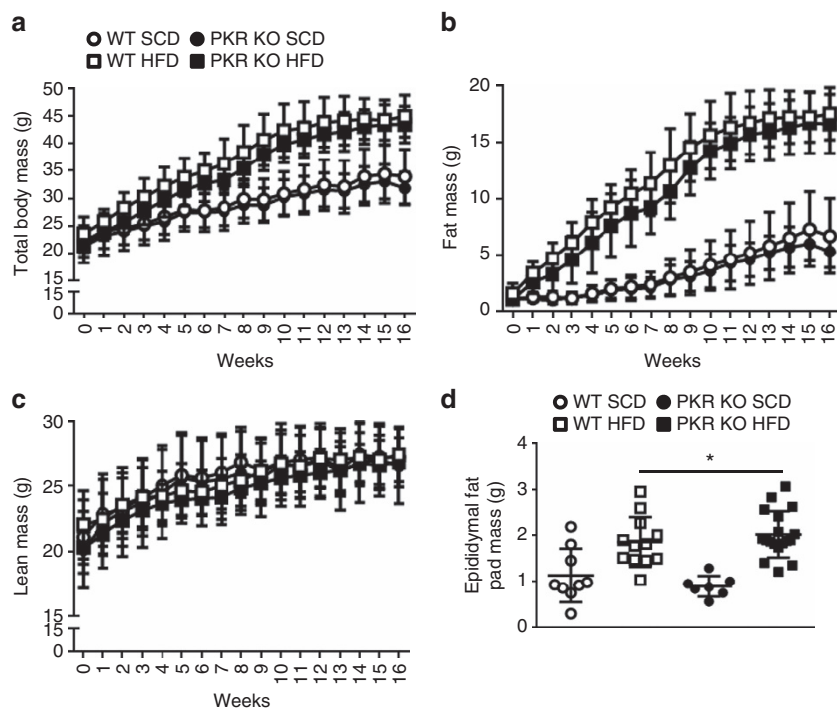 a
WT SCD PKR KO SCD
WT HFD PKR KO HFD
50
45
40
35
30
25
20
15
15
0
Total body mass (g)
0 1 2 3 4 5 6 7 8 9 10 11 12 13 14 15 16
Weeks
b
20
15
10
5
0
Fat mass (g)
0 1 2 3 4 5 6 7 8 9 10 11 12 13 14 15 16
Weeks
c
30
25
20
15
15
0
Lean mass (g)
0 1 2 3 4 5 6 7 8 9 10 11 12 13 14 15 16
Weeks
d
WT SCD PKR KO SCD
WT HFD PKR KO HFD
*
4
3
2
1
0
Epididymal fat
pad mass (g)